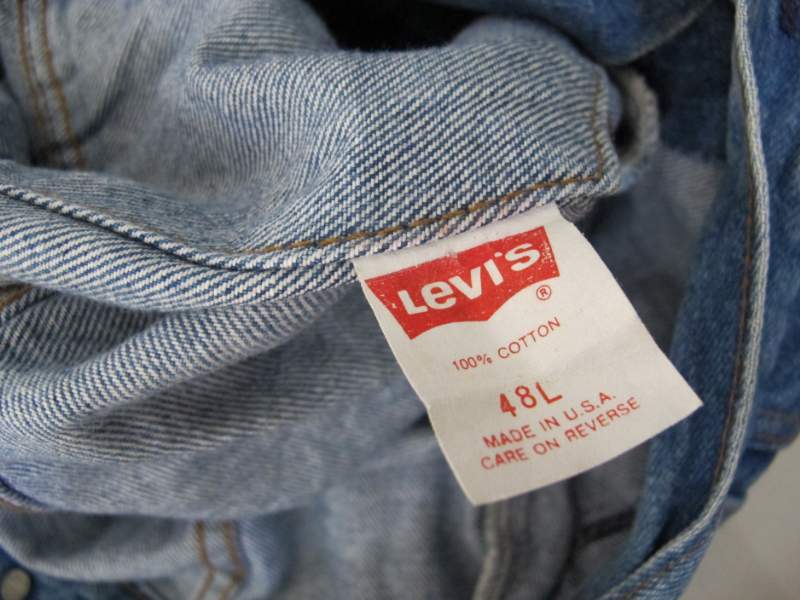 Levi's ®
100% COTTON
48L
MADE IN U.S.A.
CARE ON REVERSE